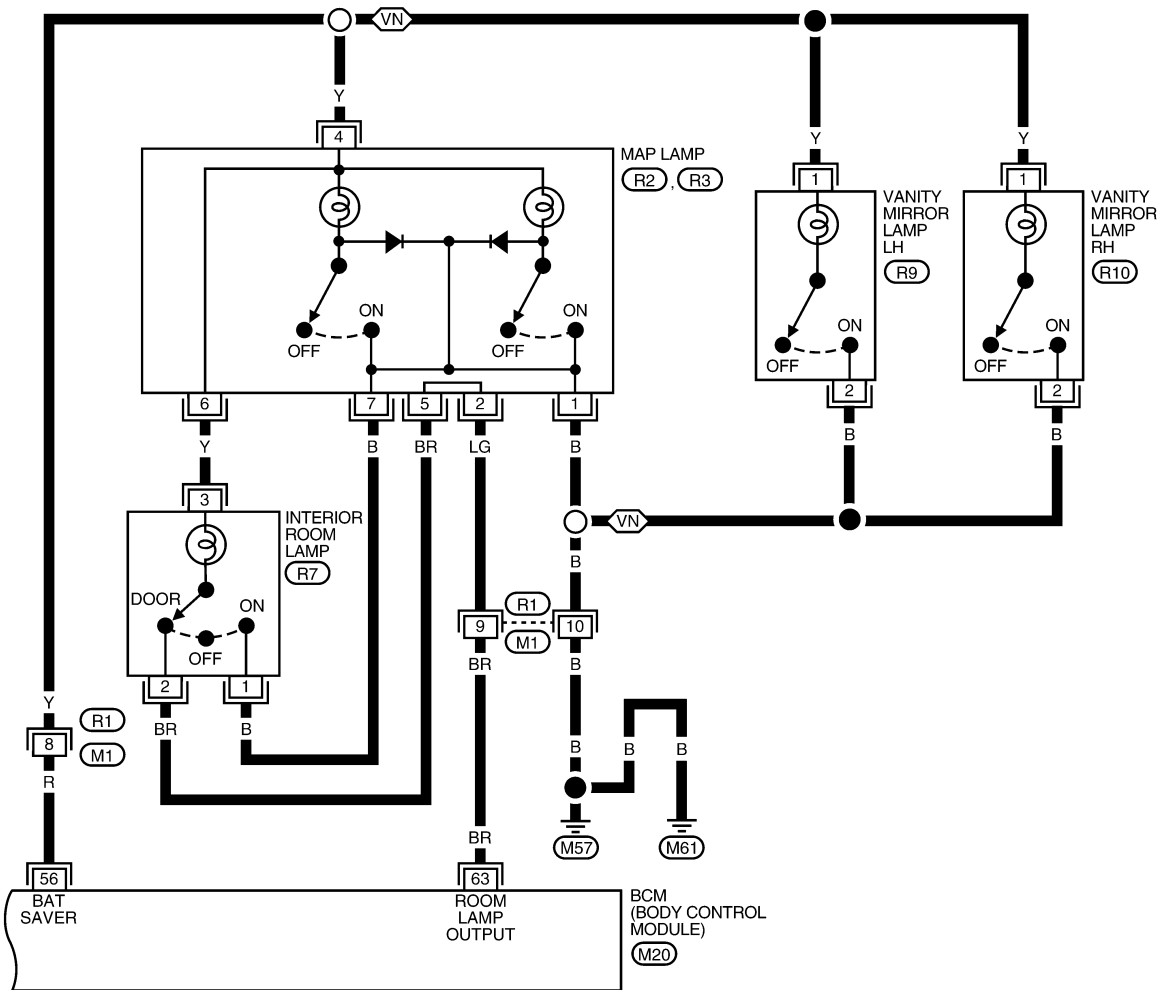 VN
Y
4
MAP LAMP
R2 , R3
ON
OFF
ON
OFF
6
7
5
2
1
Y
B
BR
LG
B
Y
1
VANITY
MIRROR
LAMP
LH
R9
ON
OFF
2
B
Y
1
VANITY
MIRROR
LAMP
RH
R10
ON
OFF
2
B
VN
3
INTERIOR
ROOM
LAMP
R7
DOOR
ON
OFF
2
1
BR
B
B
R1
9
10
M1
BR
B
Y
R1
8
M1
R
B
B
B
M57
M61
BR
56
63
BAT
SAVER
ROOM
LAMP
OUTPUT
BCM
(BODY CONTROL
MODULE)
M20